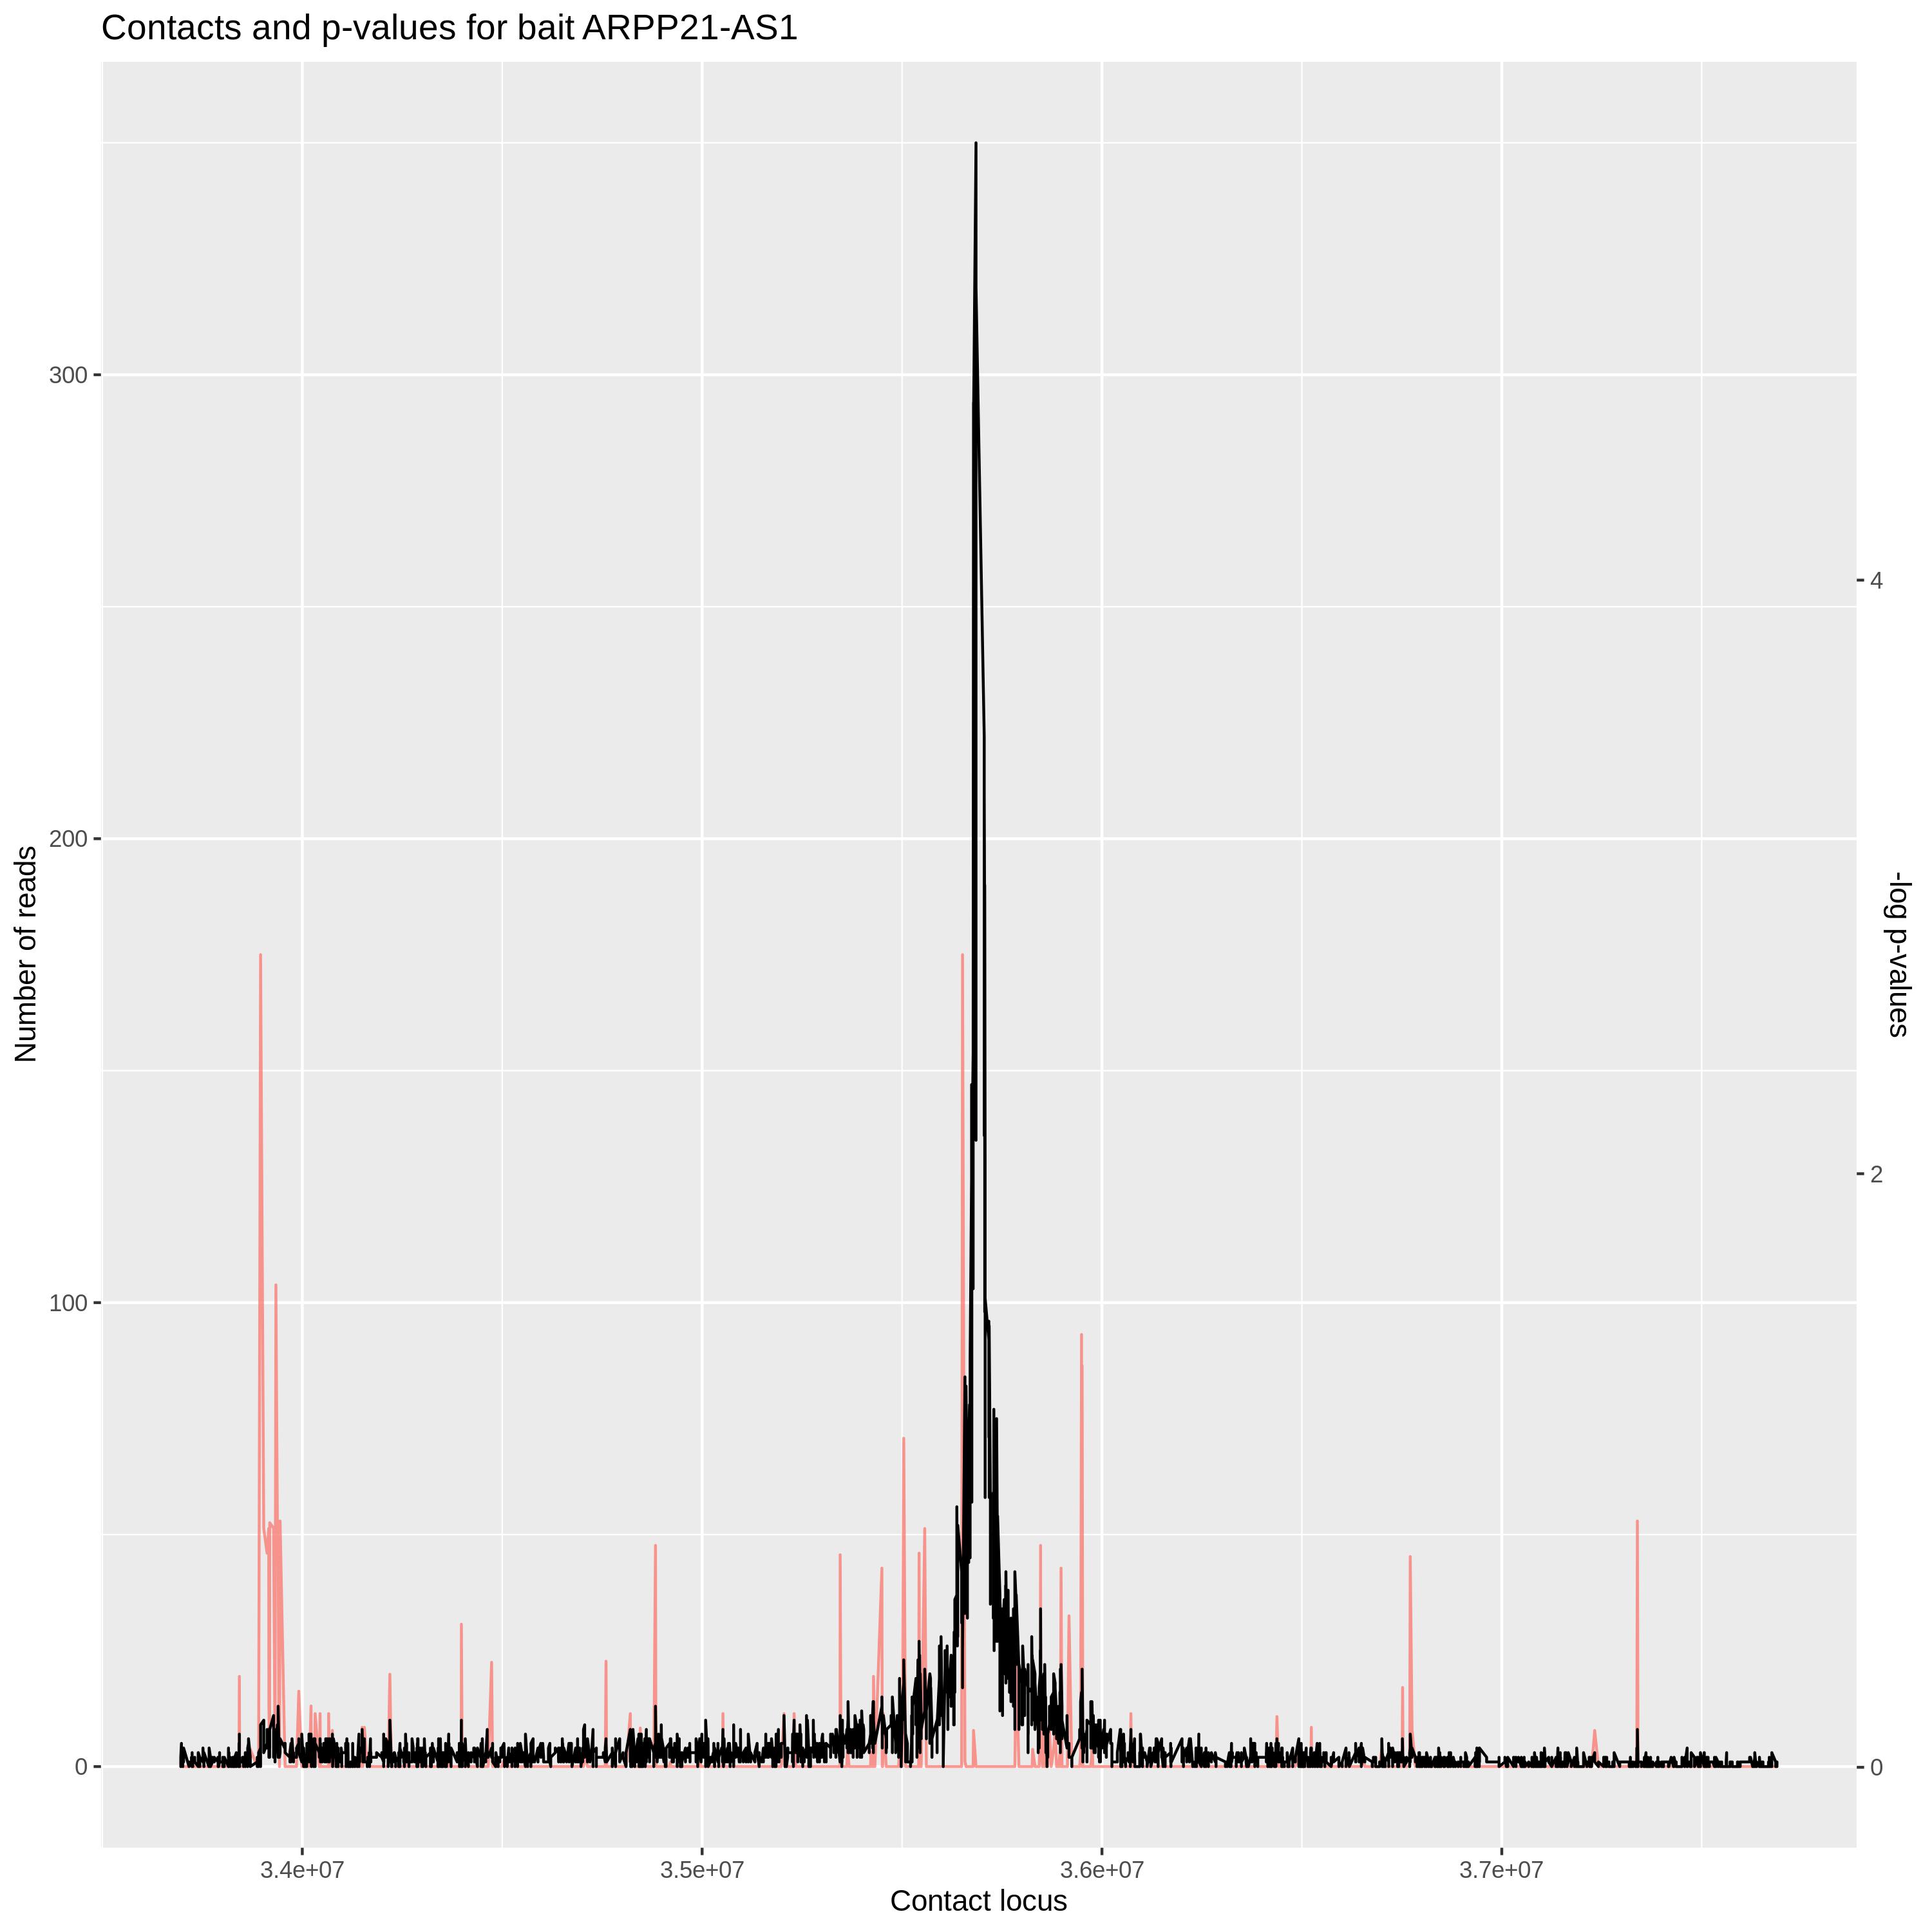 Contacts and p-values for bait ARPP21-AS1
Number of reads
300
200
100
0
4
2
0
-log p-values
3.4e+07 3.5e+07 3.6e+07 3.7e+07
Contact locus